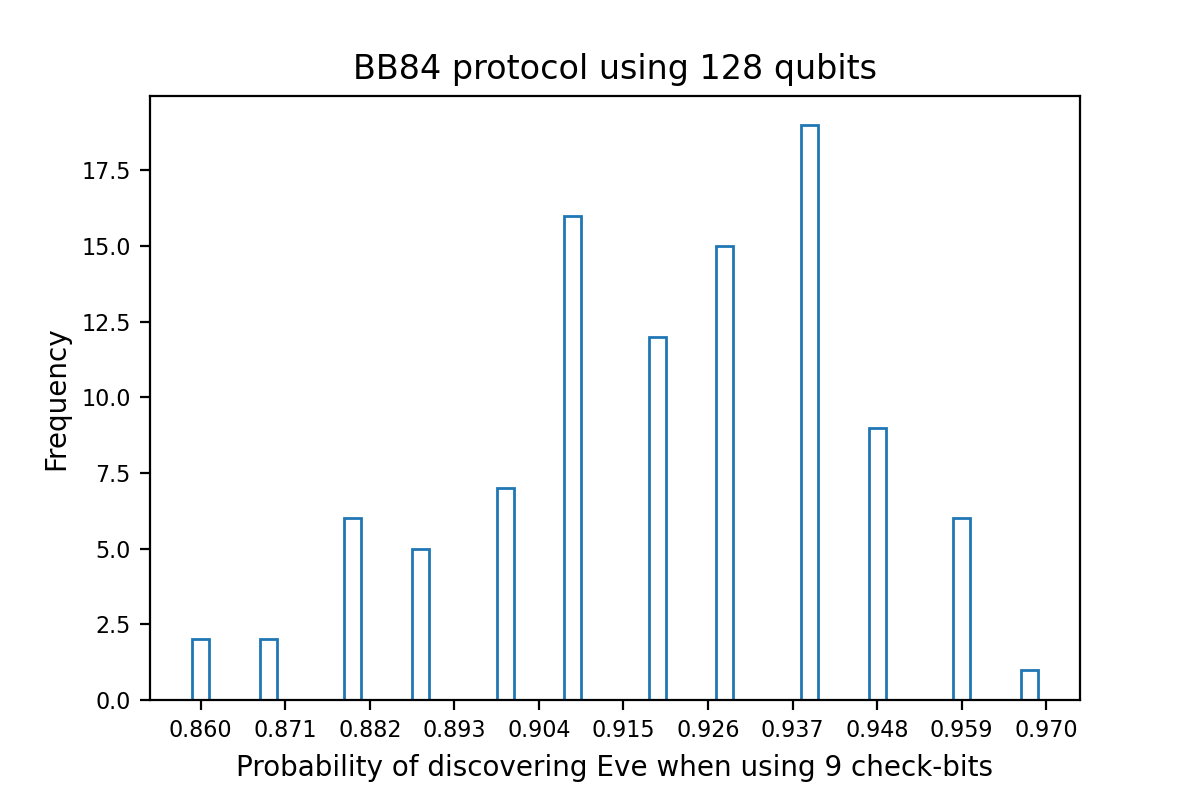 BB84 protocol using 128 qubits
17.5
15.0
12.5
10.0
7.5
5.0
2.5
0.0
Frequency
0.860 0.871 0.882 0.893 0.904 0.915 0.926 0.937 0.948 0.959 0.970
Probability of discovering Eve when using 9 check-bits